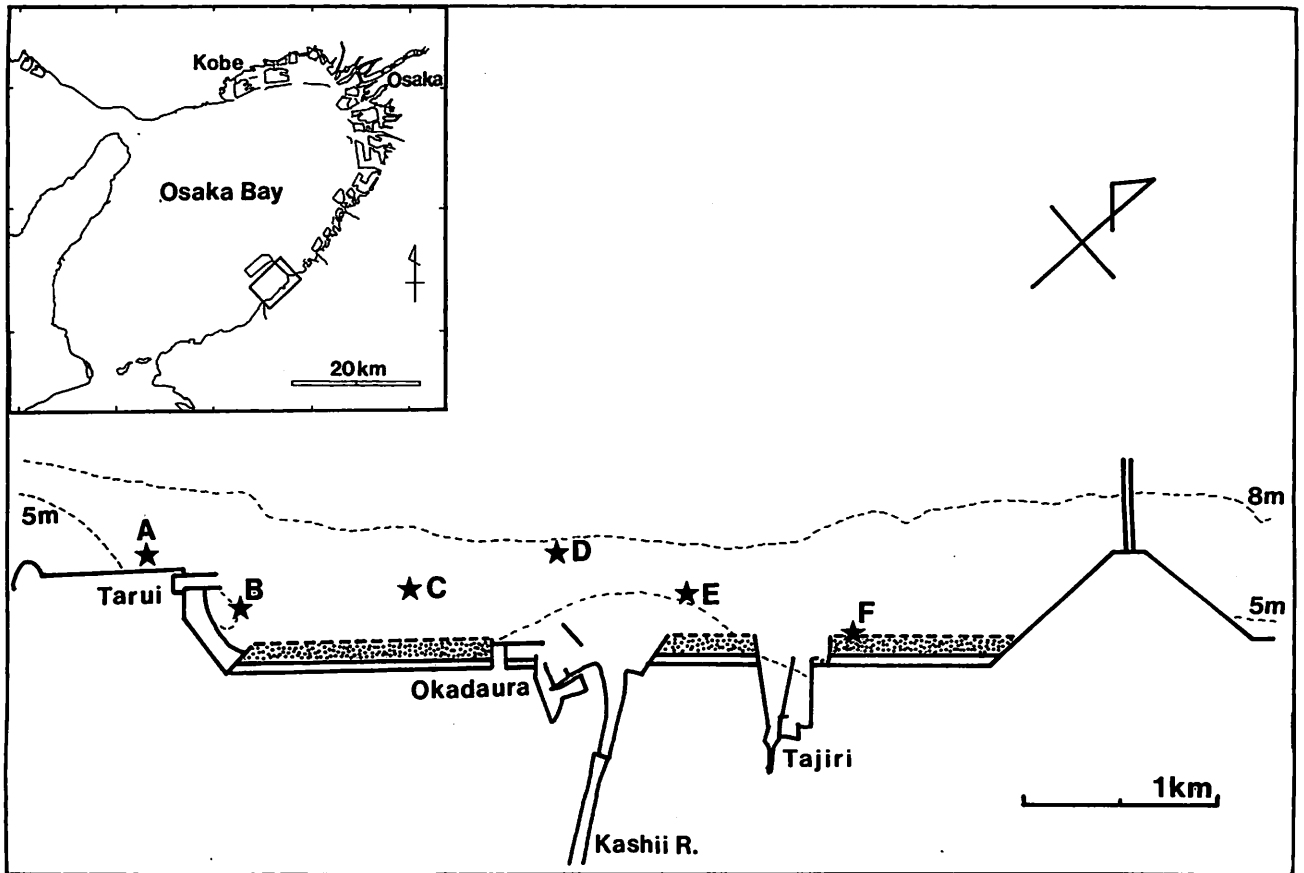 Kobe
Osaka
Osaka Bay
20km
5m
8m
A
D
B
C
E
Tarui
F
5m
Okadaura
Tajiri
1km
Kashii R.